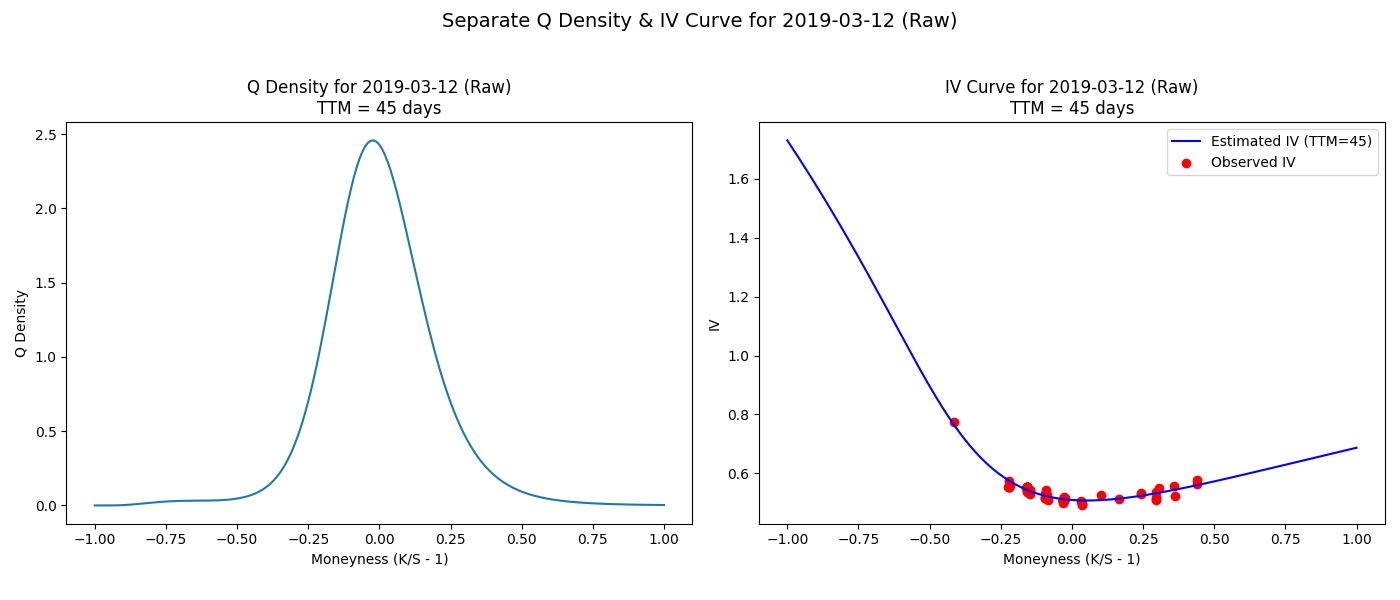 Separate Q Density & IV Curve for 2019-03-12 (Raw)
Q Density for 2019-03-12 (Raw)
TTM = 45 days
2.5
2.0
1.5
1.0
0.5
0.0
Q Density
−1.00 −0.75 −0.50 −0.25 0.00 0.25 0.50 0.75 1.00
Moneyness (K/S - 1)
IV Curve for 2019-03-12 (Raw)
TTM = 45 days
Estimated IV (TTM=45)
Observed IV
1.6
1.4
1.2
1.0
0.8
0.6
IV
−1.00 −0.75 −0.50 −0.25 0.00 0.25 0.50 0.75 1.00
Moneyness (K/S - 1)